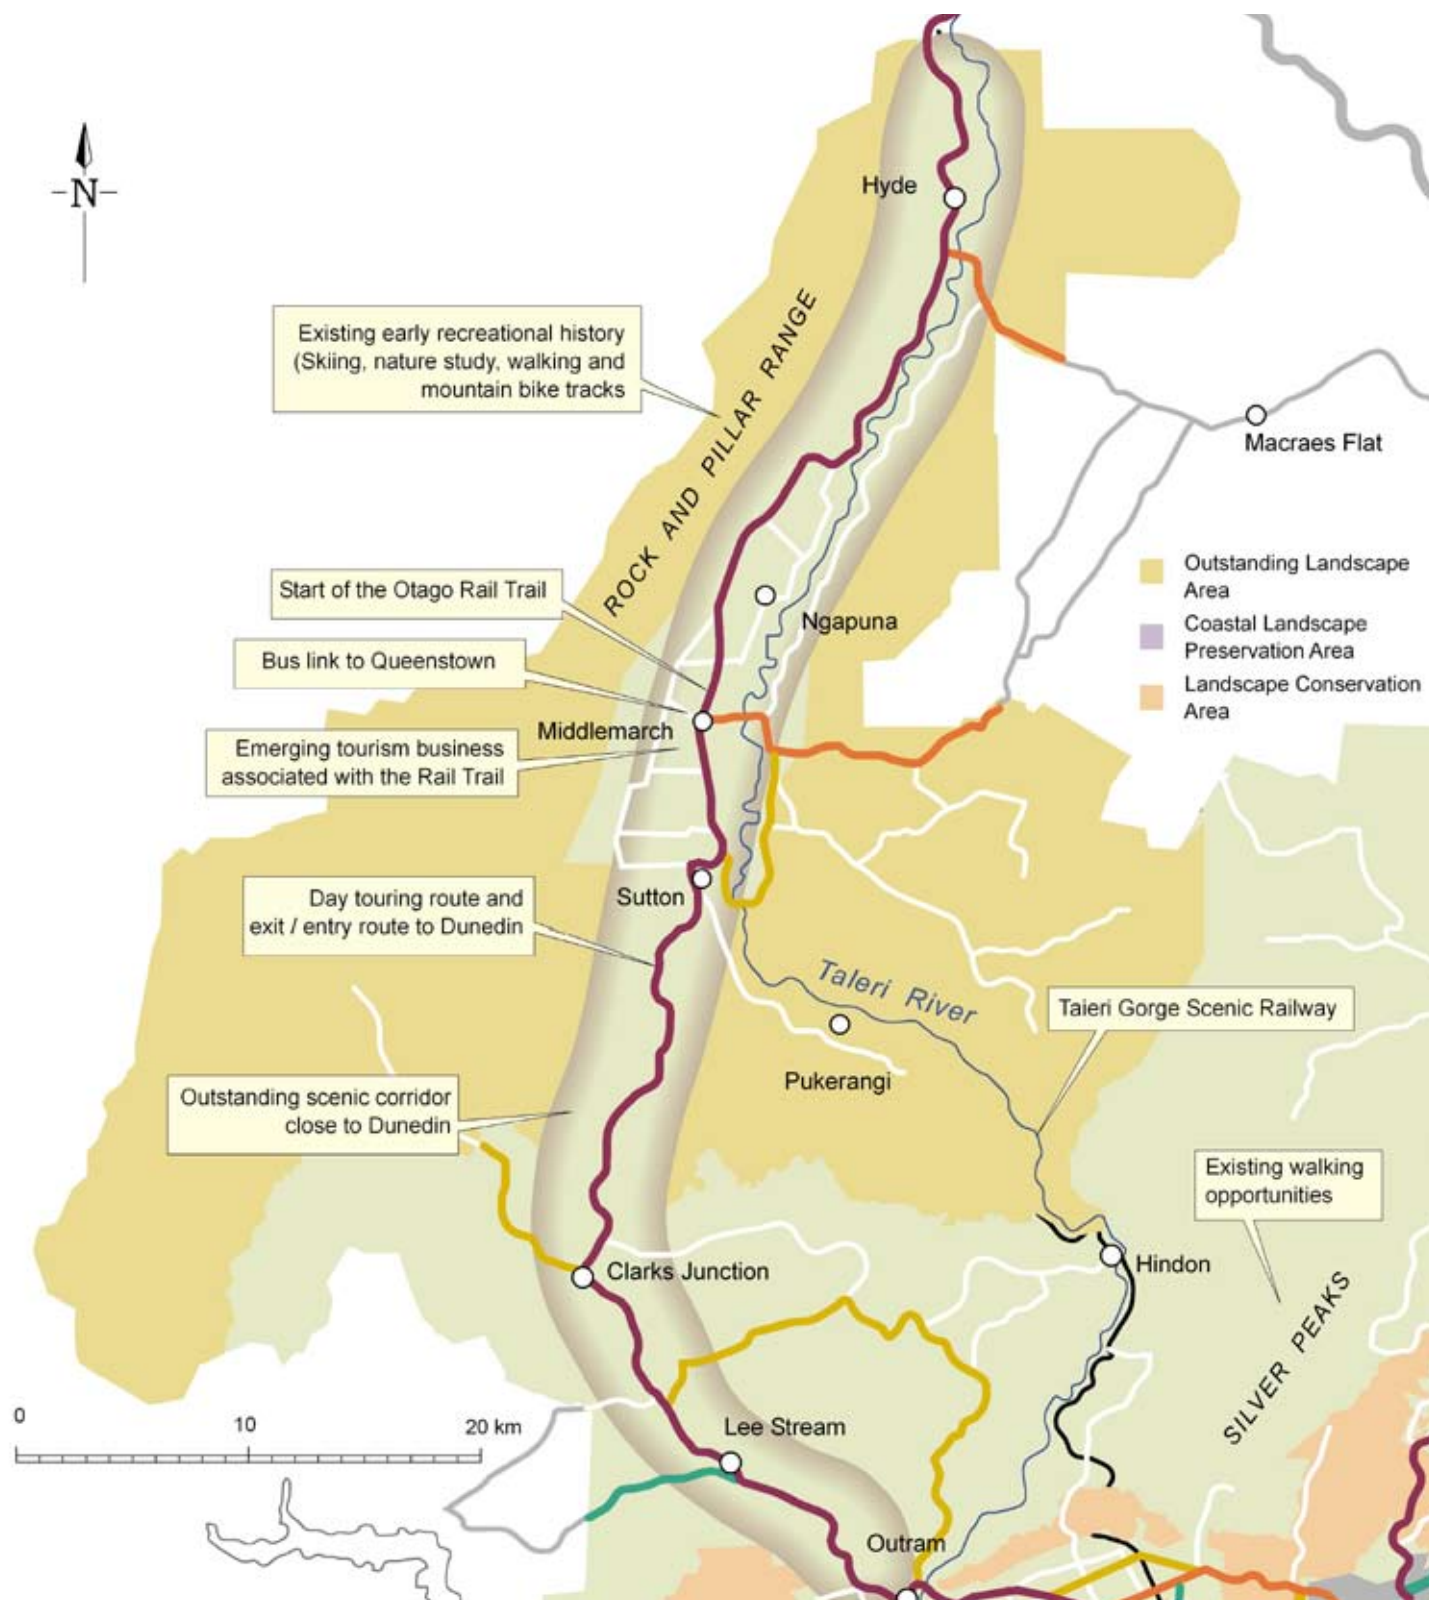 N
Hyde
Existing early recreational history
(Skiing, nature study, walking and
mountain bike tracks
ROCK AND PILLAR RANGE
Macraes Flat
Outstanding Landscape
Area
Coastal Landscape
Preservation Area
Landscape Conservation
Area
Start of the Otago Rail Trail
Ngapuna
Bus link to Queenstown
Middlemarch
Emerging tourism business
associated with the Rail Trail
Day touring route and
exit / entry route to Dunedin
Sutton
Taleri River
Taieri Gorge Scenic Railway
Pukerangi
Outstanding scenic corridor
close to Dunedin
Existing walking
opportunities
Hindon
Clarks Junction
SILVER PEAKS
0 10 20 km
Lee Stream
Outram